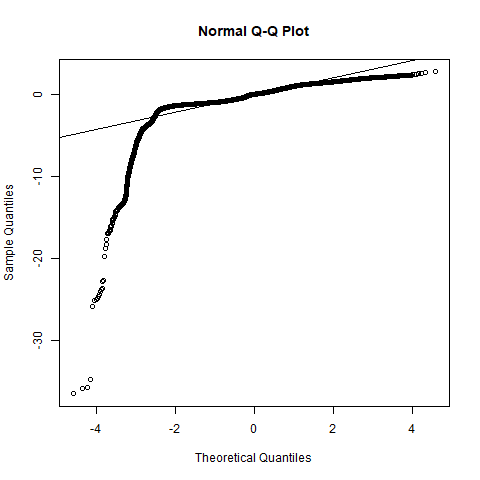 Normal Q-Q Plot
Sample Quantiles
0
-10
-20
-30
-4 -2 0 2 4
Theoretical Quantiles